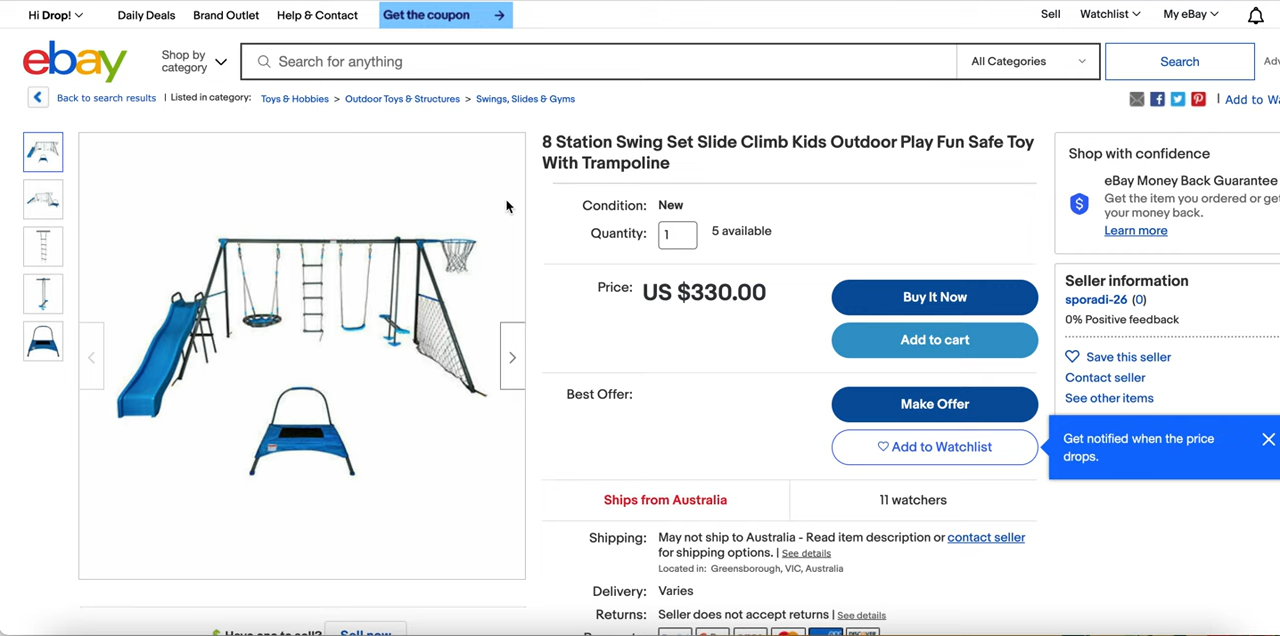 Hi Drop!
Daily Deals
Brand Outlet
Help & Contact
Get the coupon
Sell
Watchlist
My eBay
ebay
Shop by
category
Search for anything
All Categories
Search
Back to search results | Listed in category: Toys & Hobbies > Outdoor Toys & Structures > Swings, Slides & Gyms
| Add to
8 Station Swing Set Slide Climb Kids Outdoor Play Fun Safe Toy
With Trampoline
Condition: New
Quantity: 1 5 available
Price: US $330.00
Buy It Now
Add to cart
Best Offer:
Make Offer
Add to Watchlist
Ships from Australia
11 watchers
Shipping: May not ship to Australia - Read item description or contact seller
for shipping options. | See details
Located in: Greensborough, VIC, Australia
Delivery: Varies
Returns: Seller does not accept returns | See details
Shop with confidence
eBay Money Back Guarantee
Get the item you ordered or get
your money back.
Learn more
Seller information
sporadi-26 (0)
0% Positive feedback
Save this seller
Contact seller
See other items
Get notified when the price
drops.
Have one to sell? Sell now